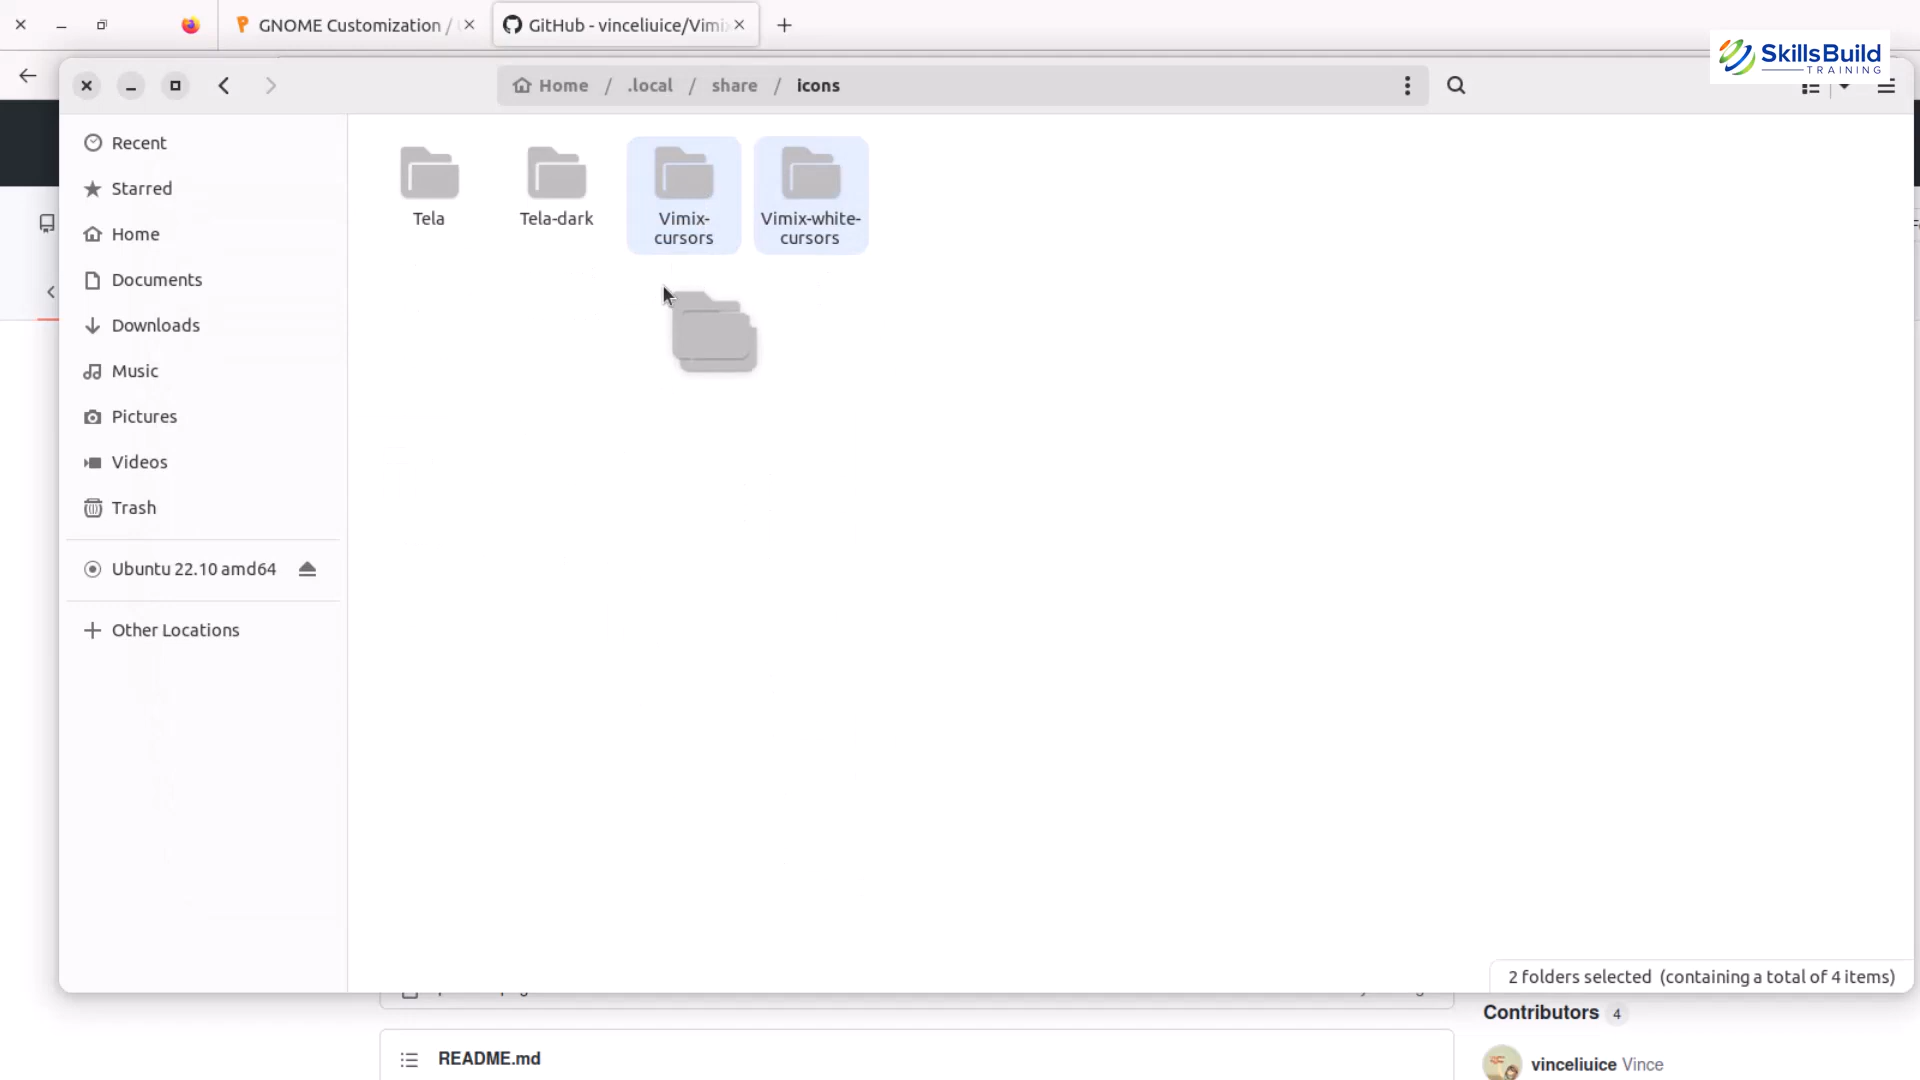 GNOME Customization /
GitHub - vinceliuice/Vimi
SkillsBuild
TRAINING
Home / .local / share / icons
Recent
Starred
Home
Documents
Downloads
Music
Pictures
Videos
Trash
Ubuntu 22.10 amd64
Other Locations
Tela
Tela-dark
Vimix-
cursors
Vimix-white-
cursors
2 folders selected (containing a total of 4 items)
Contributors 4
README.md
vinceliuice Vince